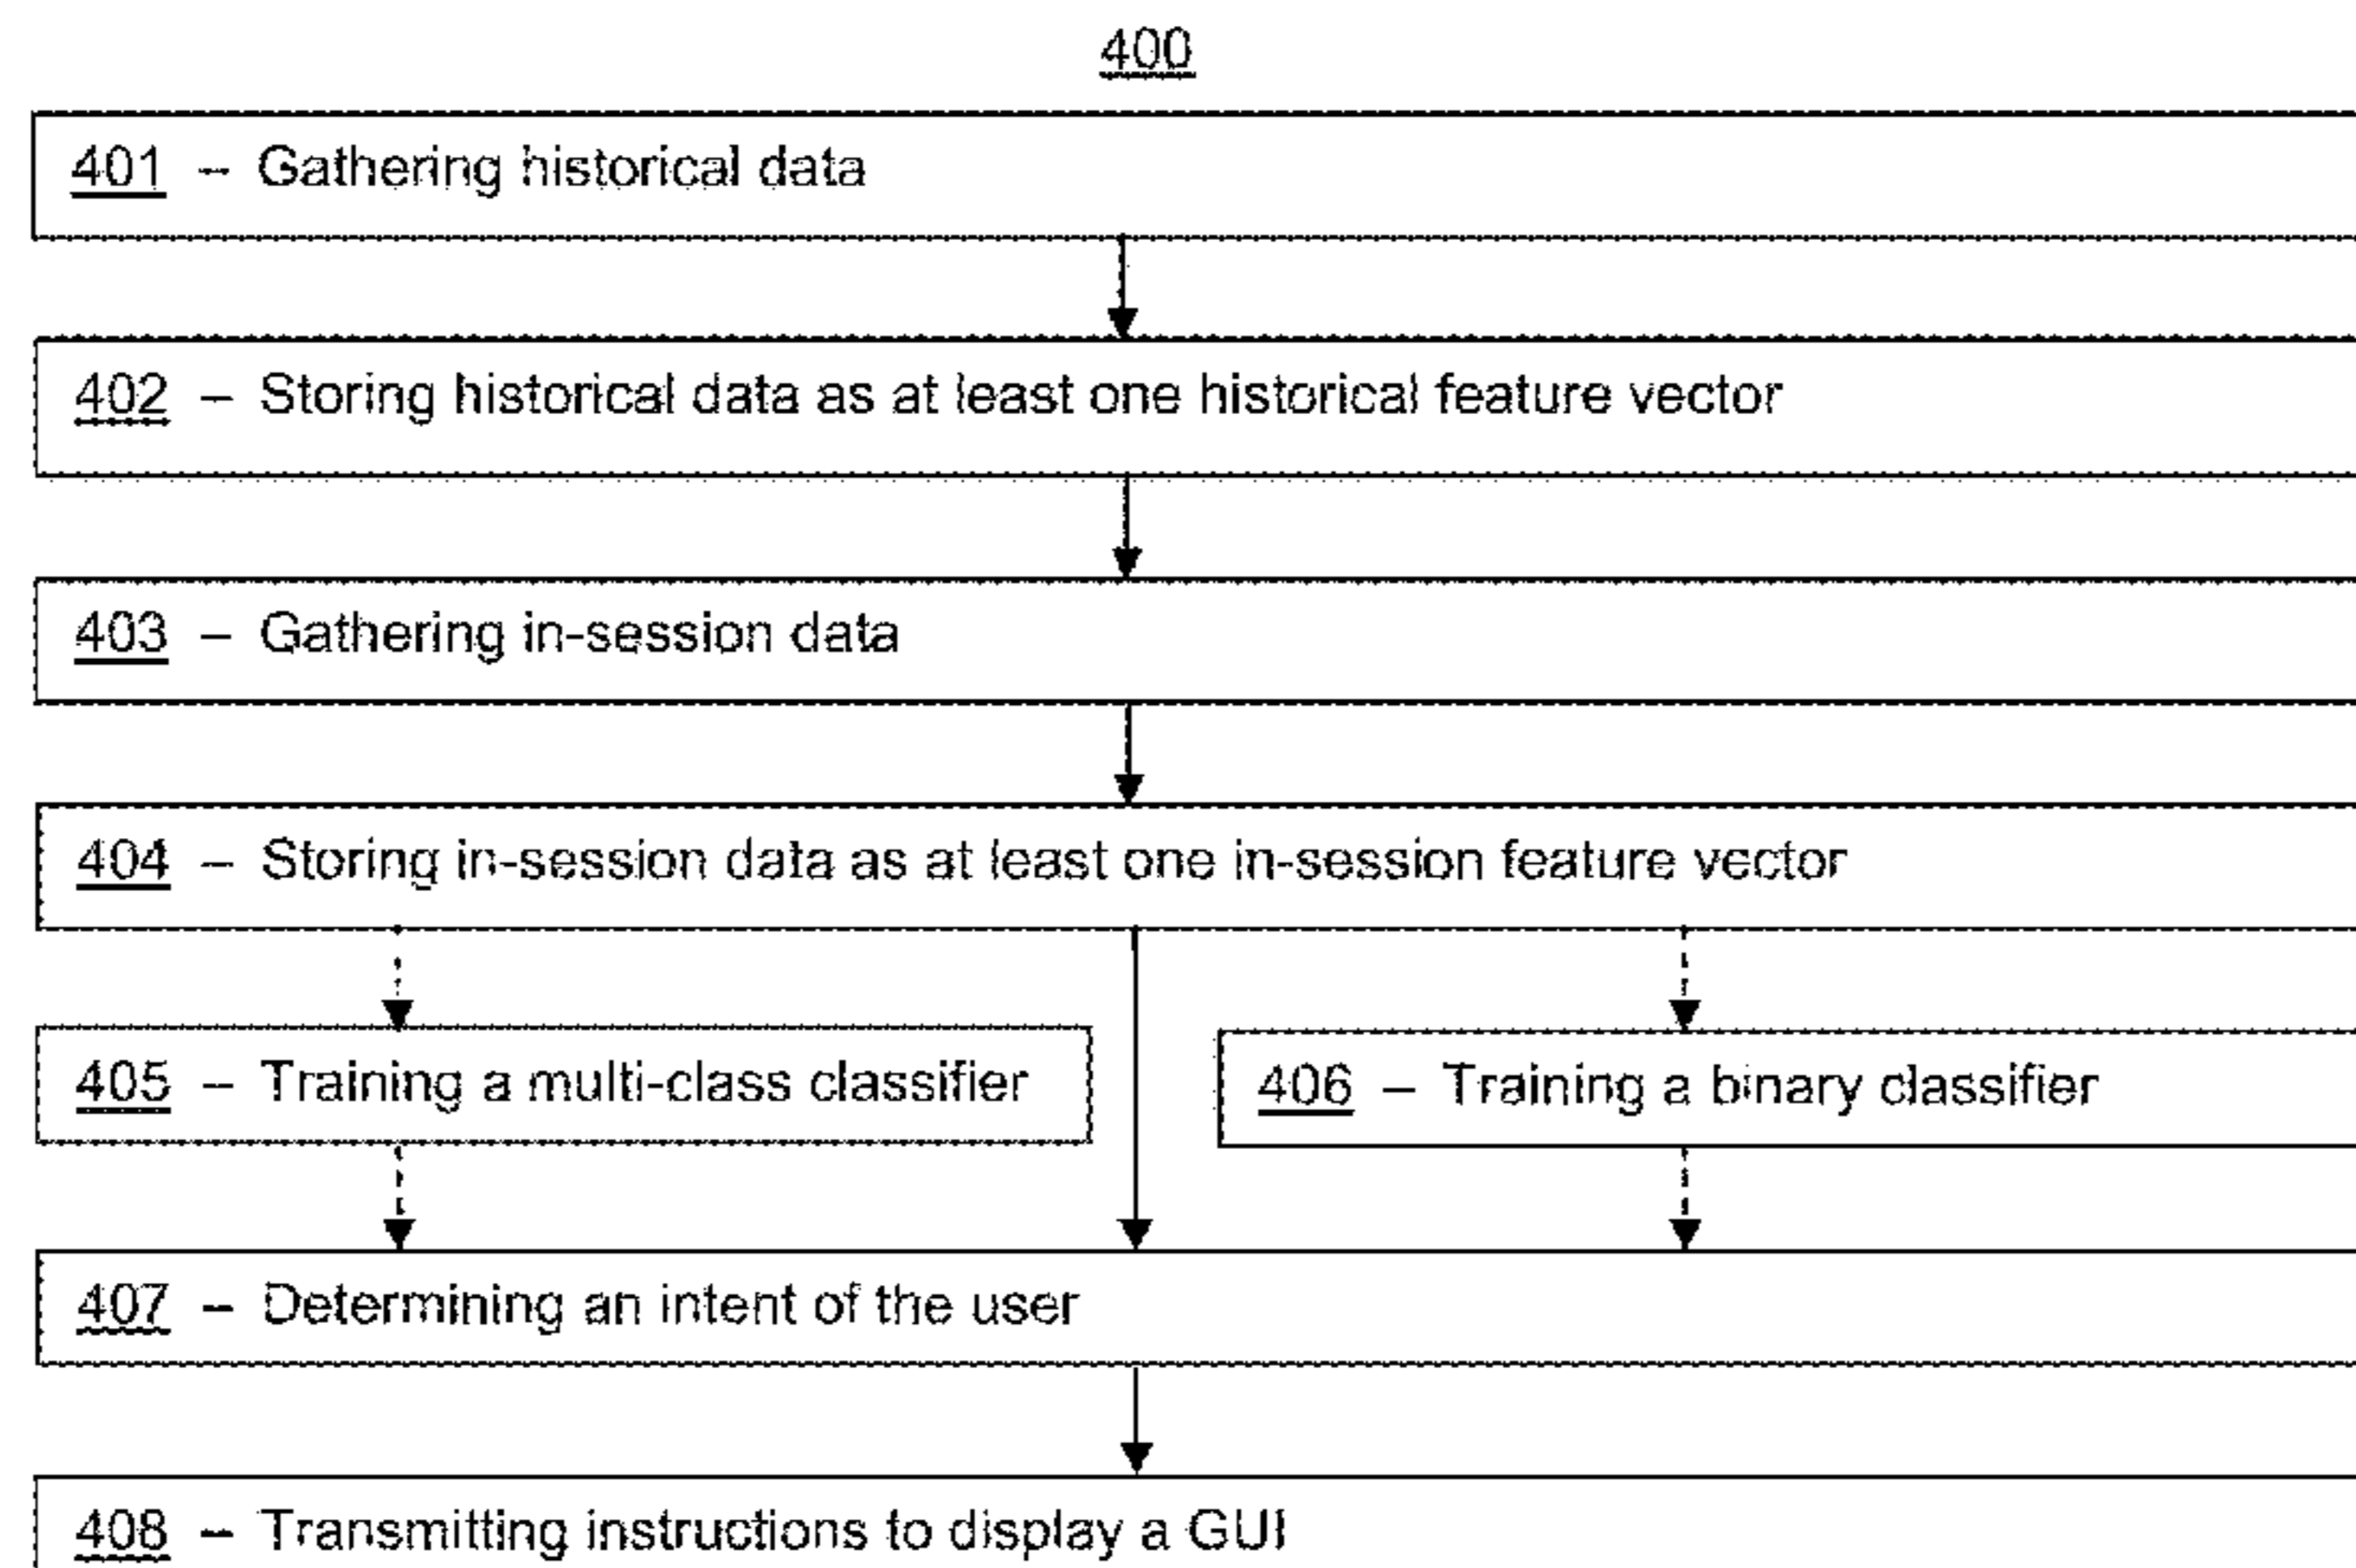 400
401 – Gathering historical data
402 – Storing historical data as at least one historical feature vector
403 – Gathering in-session data
404 – Storing in-session data as at least one in-session feature vector
405 – Training a multi-class classifier
406 – Training a binary classifier
407 – Determining an intent of the user
408 – Transmitting instructions to display a GUI